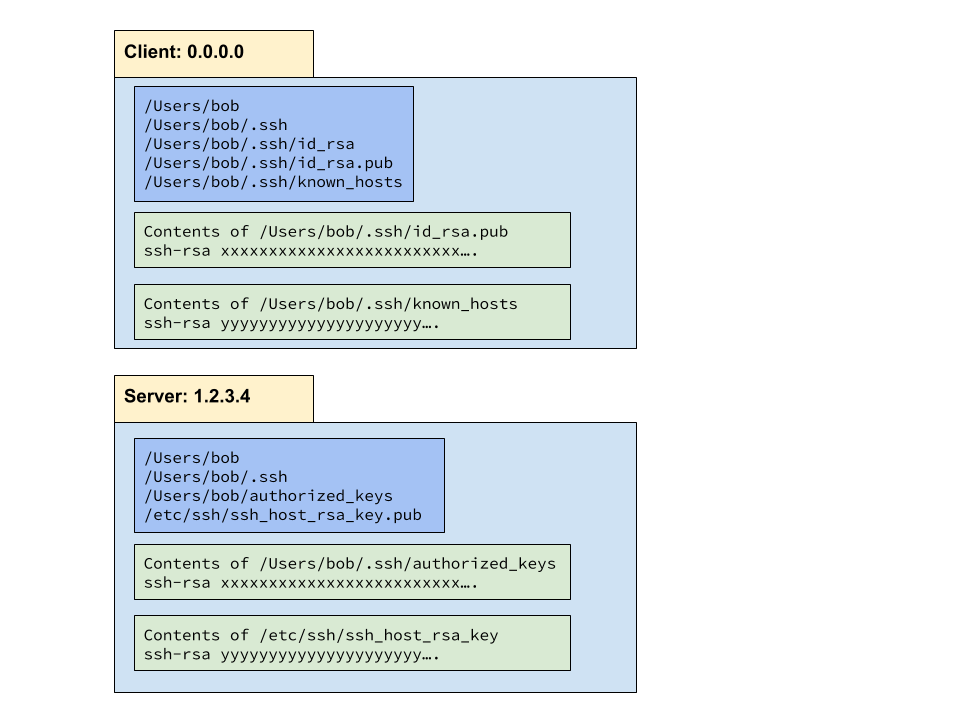 Client: 0.0.0.0
/Users/bob
/Users/bob/.ssh
/Users/bob/.ssh/id_rsa
/Users/bob/.ssh/id_rsa.pub
/Users/bob/.ssh/known_hosts
Contents of /Users/bob/.ssh/id_rsa.pub
ssh-rsa xxxxxxxxxxxxxxxxxxxxxxxxx….
Contents of /Users/bob/.ssh/known_hosts
ssh-rsa yyyyyyyyyyyyyyyyyyyyy….
Server: 1.2.3.4
/Users/bob
/Users/bob/.ssh
/Users/bob/authorized_keys
/etc/ssh/ssh_host_rsa_key.pub
Contents of /Users/bob/.ssh/authorized_keys
ssh-rsa xxxxxxxxxxxxxxxxxxxxxxxxx….
Contents of /etc/ssh/ssh_host_rsa_key
ssh-rsa yyyyyyyyyyyyyyyyyyyyy….